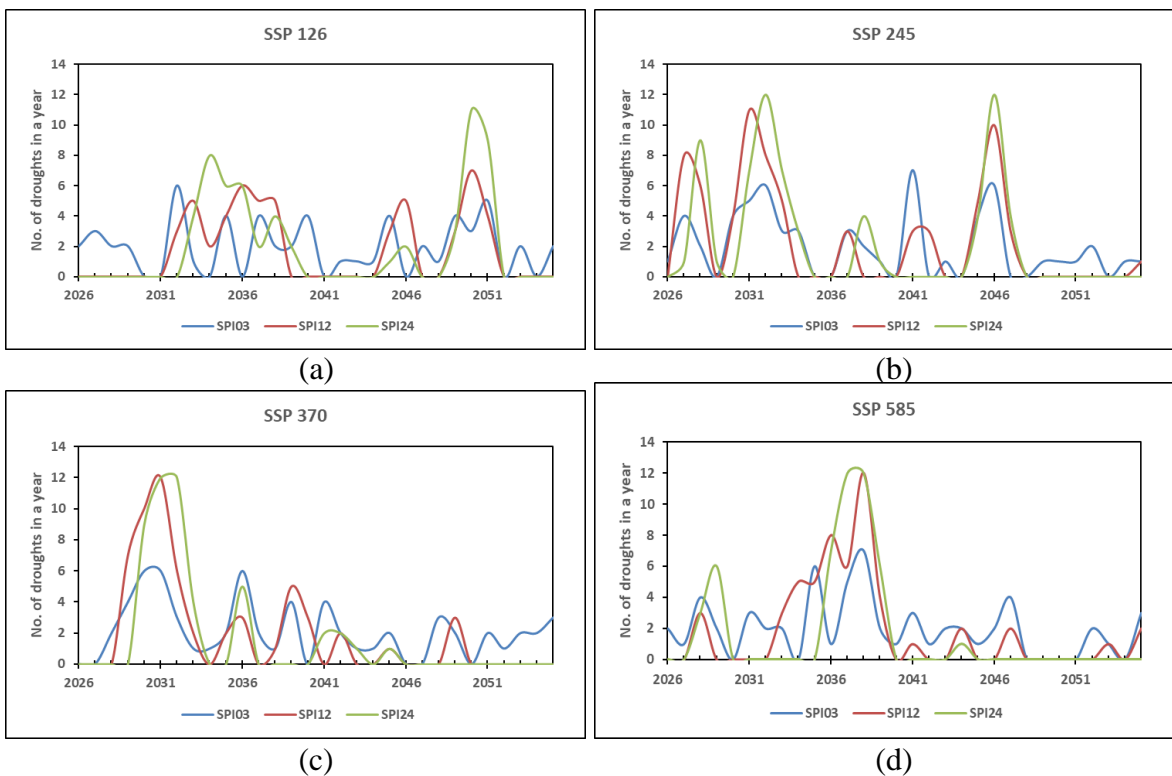 SSP 126
No. of droughts in a year
14
12
10
8
6
4
2
0
2026 2031 2036 2041 2046 2051
SPI03 SPI12 SPI24
(a)
SSP 245
No. of droughts in a year
14
12
10
8
6
4
2
0
2026 2031 2036 2041 2046 2051
SPI03 SPI12 SPI24
(b)
SSP 370
No. of droughts in a year
14
12
10
8
6
4
2
0
2026 2031 2036 2041 2046 2051
SPI03 SPI12 SPI24
(c)
SSP 585
No. of droughts in a year
14
12
10
8
6
4
2
0
2026 2031 2036 2041 2046 2051
SPI03 SPI12 SPI24
(d)